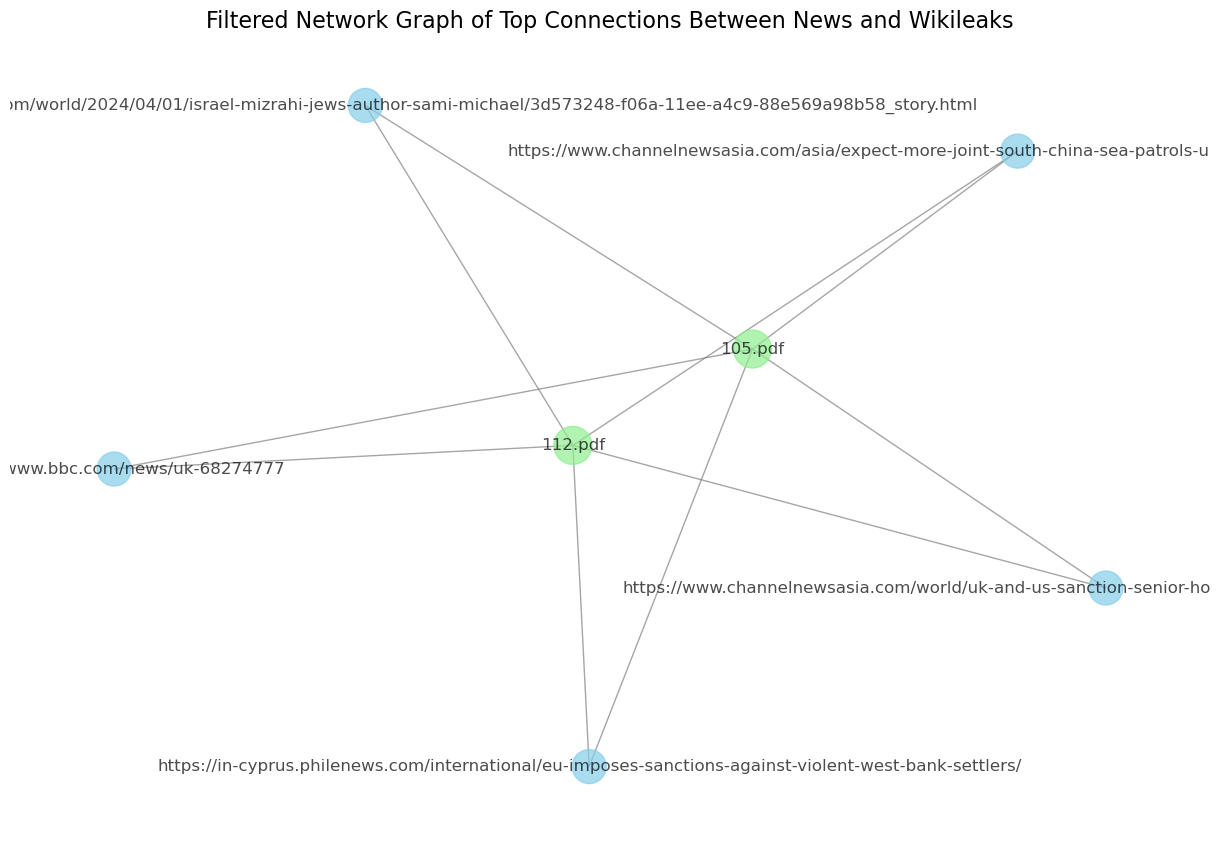 Filtered Network Graph of Top Connections Between News and Wikileaks
om/world/2024/04/01/israel-mizrahi-jews-author-sami-michael/3d573248-f06a-11ee-a4c9-88e569a98b58_story.html
https://www.channelnewsasia.com/asia/expect-more-joint-south-china-sea-patrols-u
105.pdf
112.pdf
www.bbc.com/news/uk-68274777
https://www.channelnewsasia.com/world/uk-and-us-sanction-senior-ho
https://in-cyprus.philenews.com/international/eu-imposes-sanctions-against-violent-west-bank-settlers/